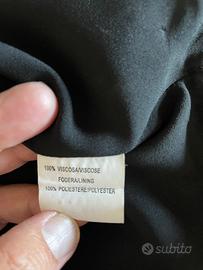 100% VISCOSA/VISCOSE
FODERA/LINING
100% POLIESTERE/POLYESTER
subito